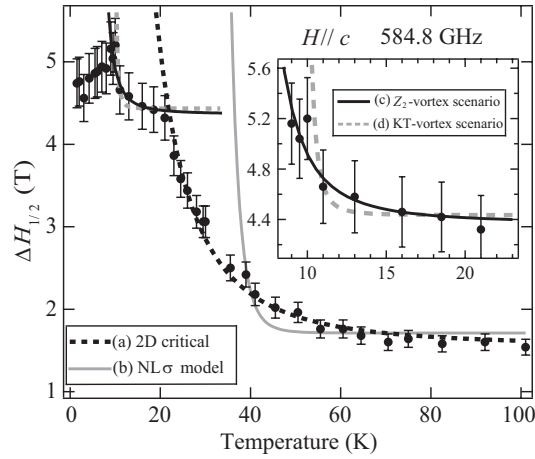 H // c 584.8 GHz
5
4
3
2
1
ΔH1/2 (T)
5.6
5.2
4.8
4.4
(c) Z2-vortex scenario
(d) KT-vortex scenario
10
15
20
(a) 2D critical
(b) NLσ model
0
20
40
60
80
100
Temperature (K)